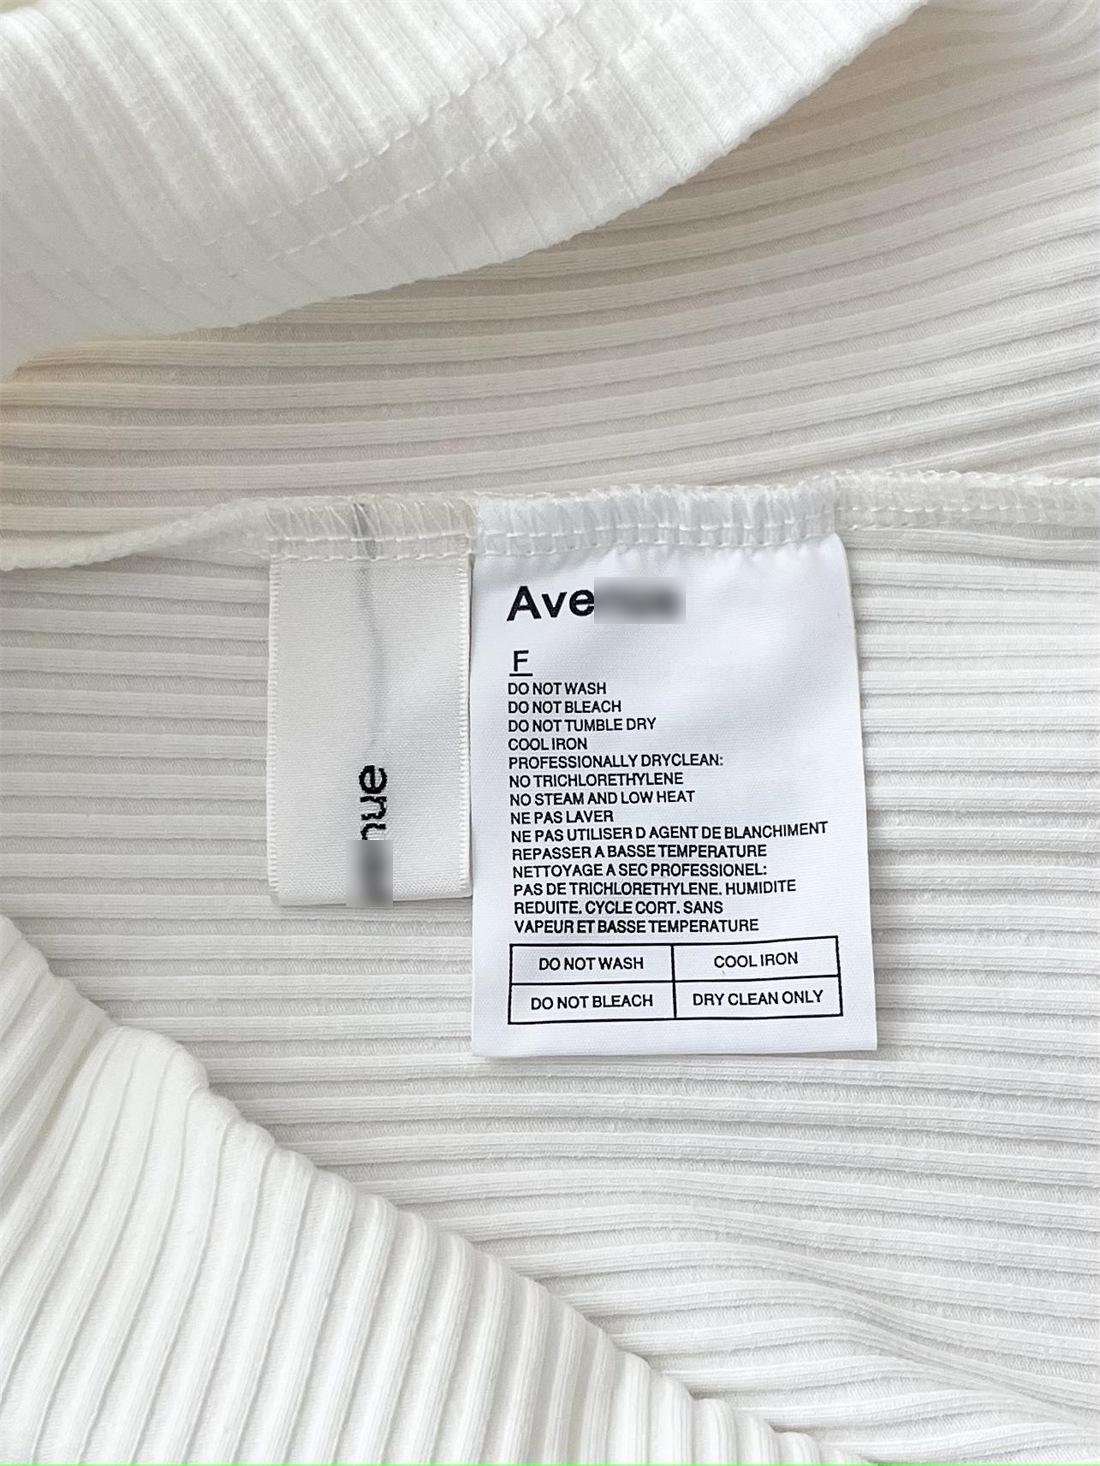 enue
Ave
F
DO NOT WASH
DO NOT BLEACH
DO NOT TUMBLE DRY
COOL IRON
PROFESSIONALLY DRYCLEAN:
NO TRICHLORETHYLENE
NO STEAM AND LOW HEAT
NE PAS LAVER
NE PAS UTILISER D AGENT DE BLANCHIMENT
REPASSER A BASSE TEMPERATURE
NETTOYAGE A SEC PROFESSIONEL:
PAS DE TRICHLORETHYLENE. HUMIDITE
REDUITE. CYCLE CORT. SANS
VAPEUR ET BASSE TEMPERATURE
DO NOT WASH COOL IRON
DO NOT BLEACH DRY CLEAN ONLY